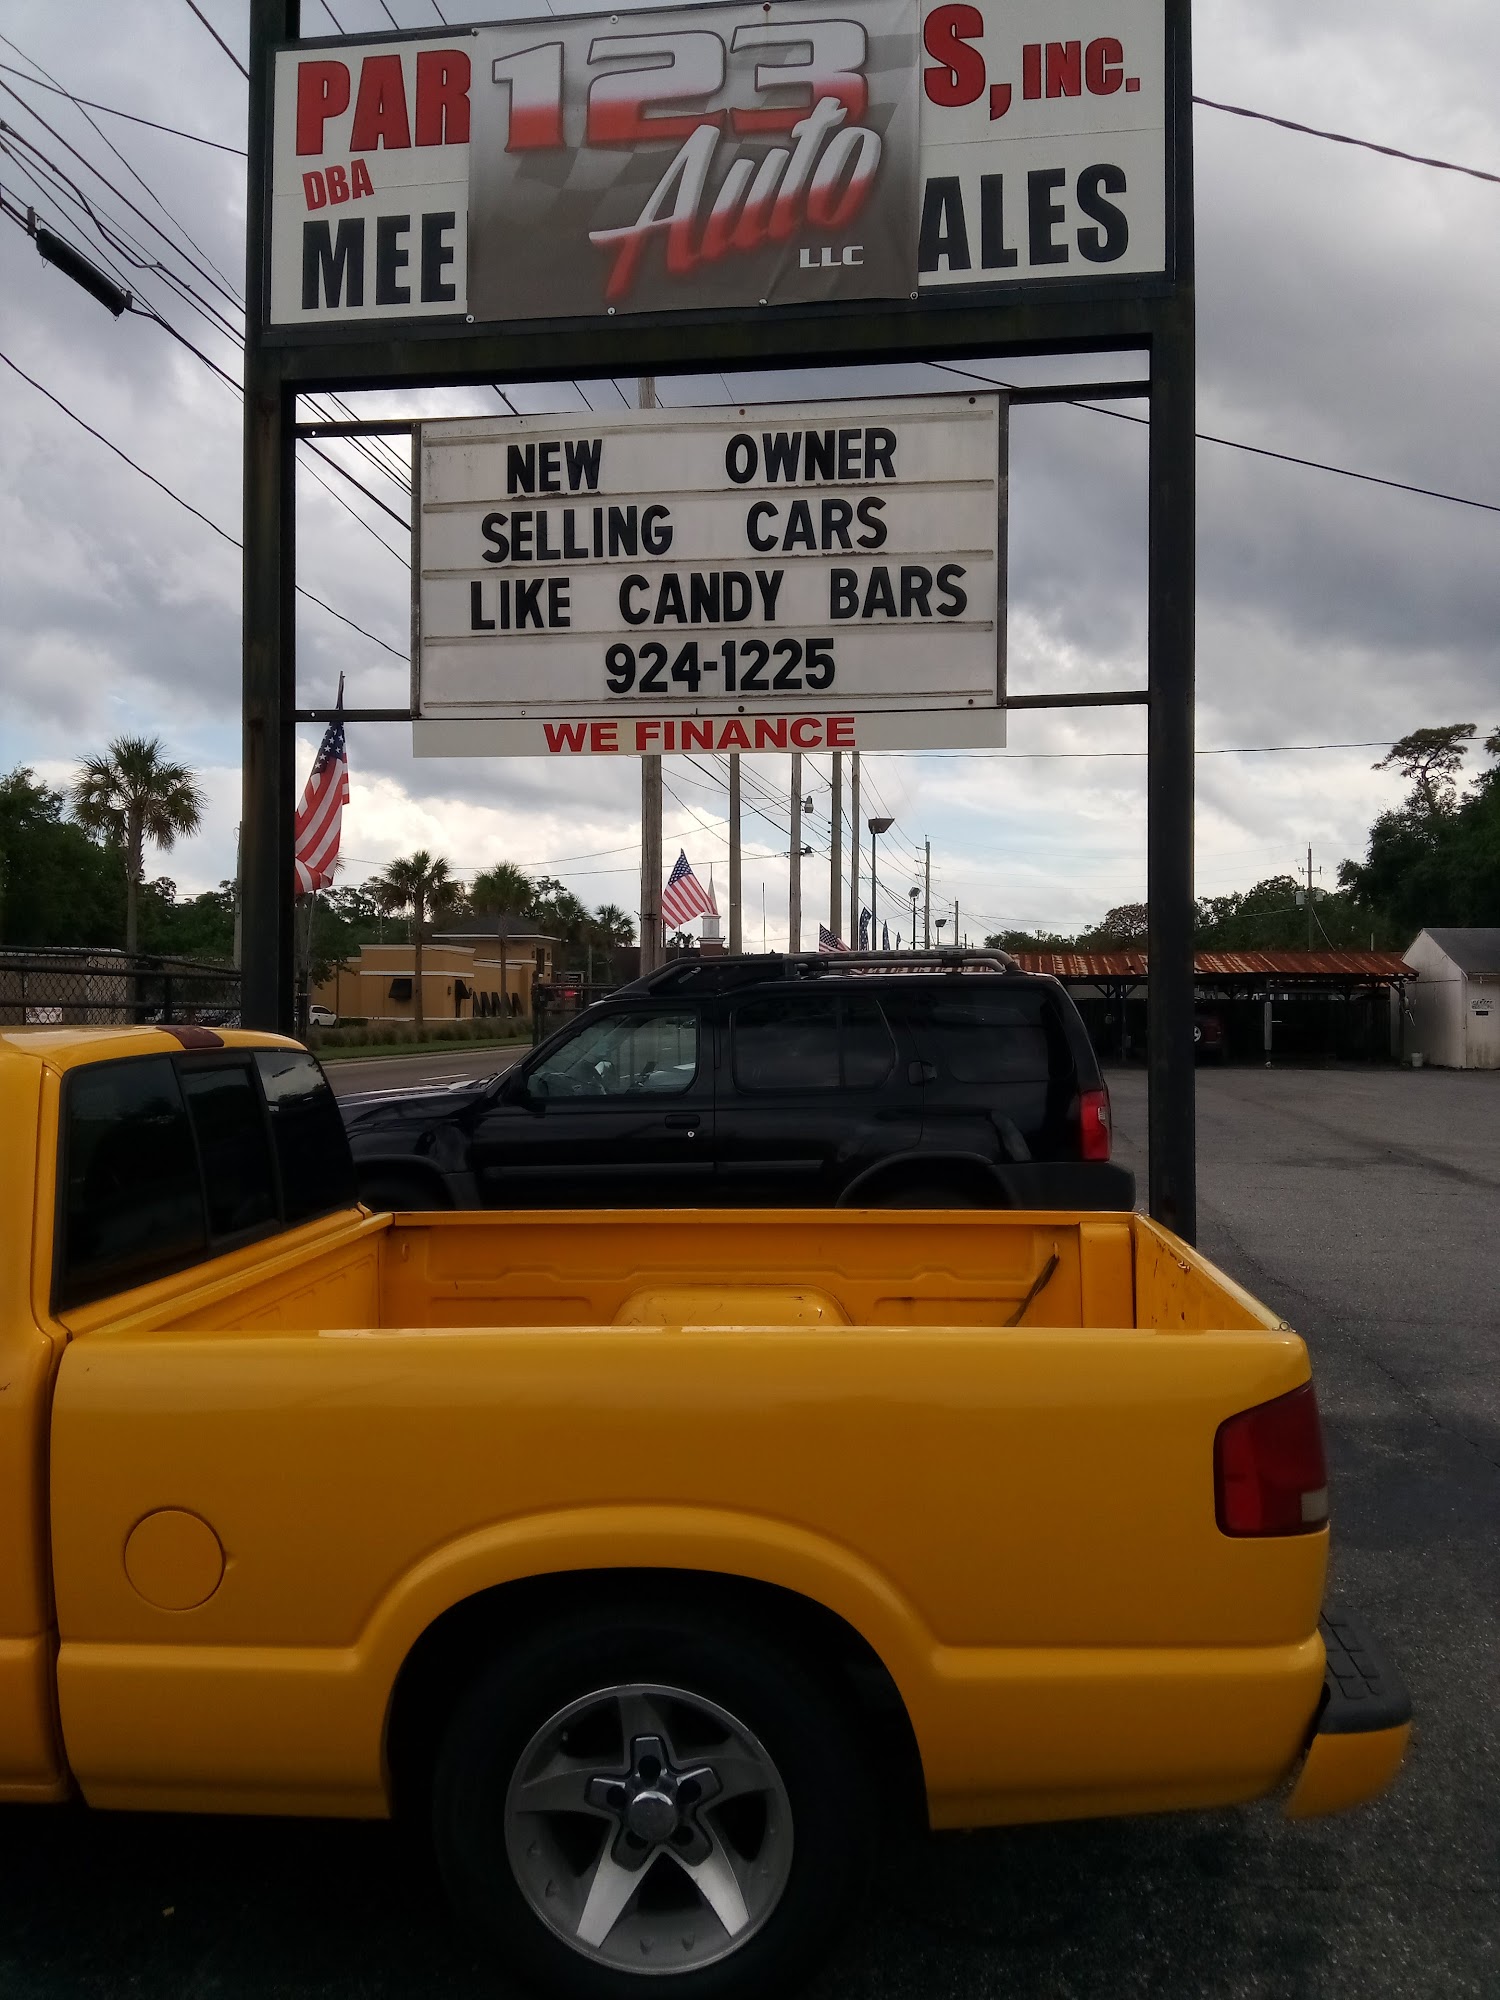 PAR S, INC.
123
DBA
Auto
MEE ALES
LLC
NEW OWNER
SELLING CARS
LIKE CANDY BARS
924-1225
WE FINANCE